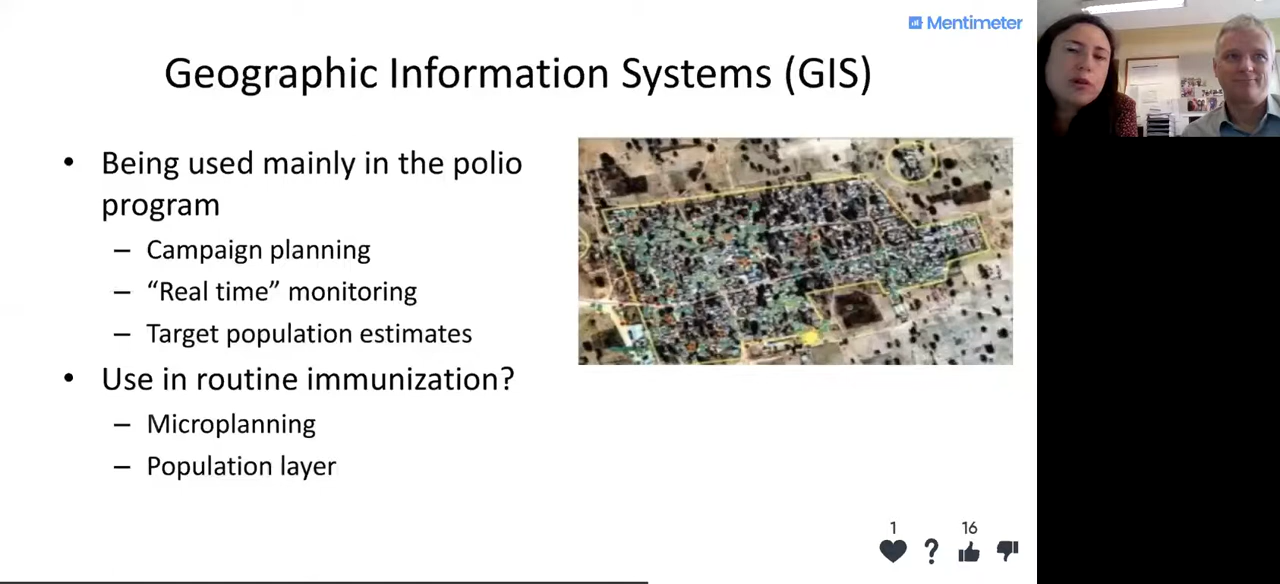 Mentimeter
Geographic Information Systems (GIS)
• Being used mainly in the polio
program
– Campaign planning
– “Real time” monitoring
– Target population estimates
• Use in routine immunization?
– Microplanning
– Population layer
1 16
?